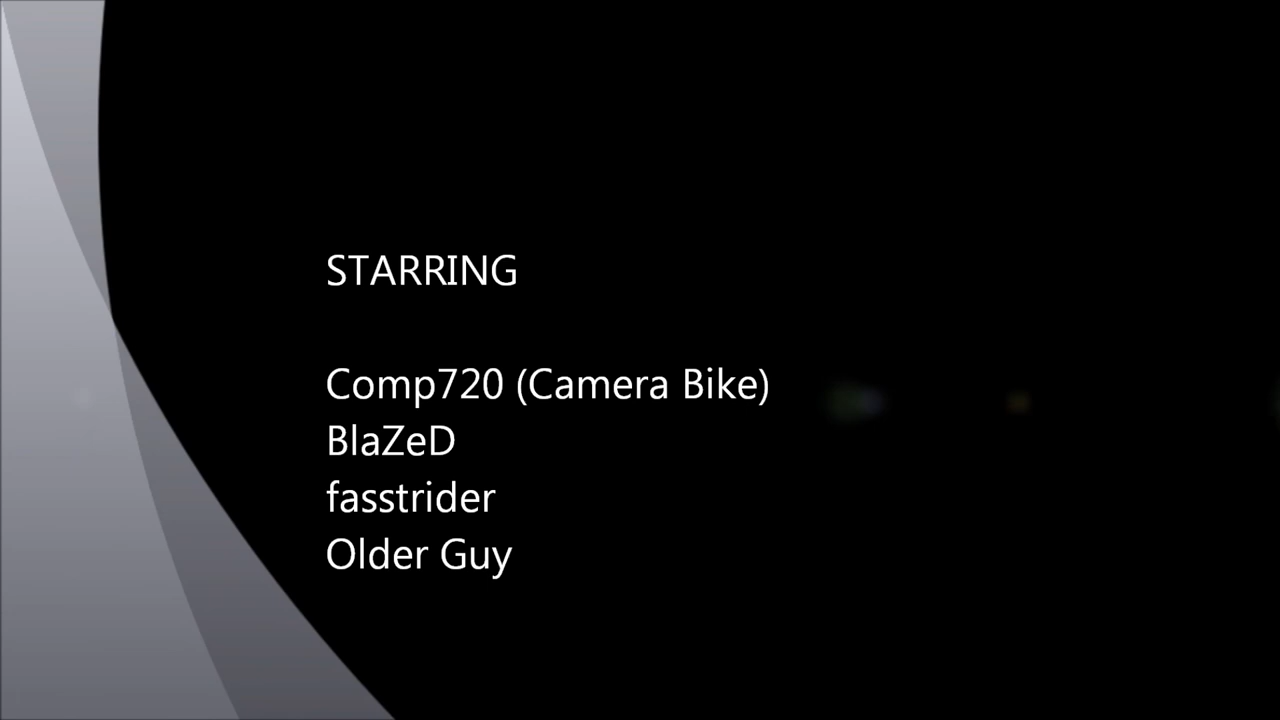 STARRING
Comp720 (Camera Bike)
BlaZeD
fasstrider
Older Guy